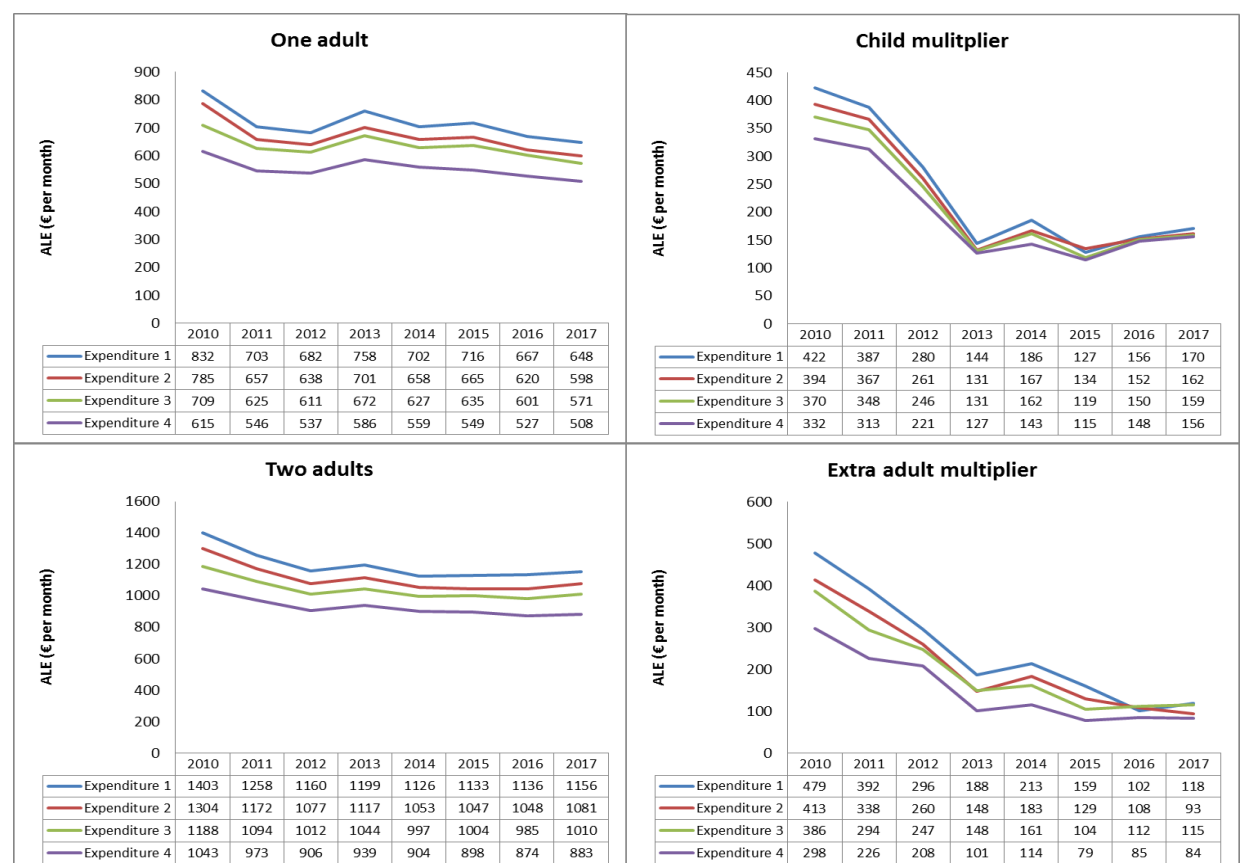 One adult
ALE (€ per month)
900
800
700
600
500
400
300
200
100
0
2010 2011 2012 2013 2014 2015 2016 2017
Expenditure 1 832 703 682 758 702 716 667 648
Expenditure 2 785 657 638 701 658 665 620 598
Expenditure 3 709 625 611 672 627 635 601 571
Expenditure 4 615 546 537 586 559 549 527 508
Child mulitplier
ALE (€ per month)
450
400
350
300
250
200
150
100
50
0
2010 2011 2012 2013 2014 2015 2016 2017
Expenditure 1 422 387 280 144 186 127 156 170
Expenditure 2 394 367 261 131 167 134 152 162
Expenditure 3 370 348 246 131 162 119 150 159
Expenditure 4 332 313 221 127 143 115 148 156
Two adults
ALE (€ per month)
1600
1400
1200
1000
800
600
400
200
0
2010 2011 2012 2013 2014 2015 2016 2017
Expenditure 1 1403 1258 1160 1199 1126 1133 1136 1156
Expenditure 2 1304 1172 1077 1117 1053 1047 1048 1081
Expenditure 3 1188 1094 1012 1044 997 1004 985 1010
Expenditure 4 1043 973 906 939 904 898 874 883
Extra adult multiplier
ALE (€ per month)
600
500
400
300
200
100
0
2010 2011 2012 2013 2014 2015 2016 2017
Expenditure 1 479 392 296 188 213 159 102 118
Expenditure 2 413 338 260 148 183 129 108 93
Expenditure 3 386 294 247 148 161 104 112 115
Expenditure 4 298 226 208 101 114 79 85 84